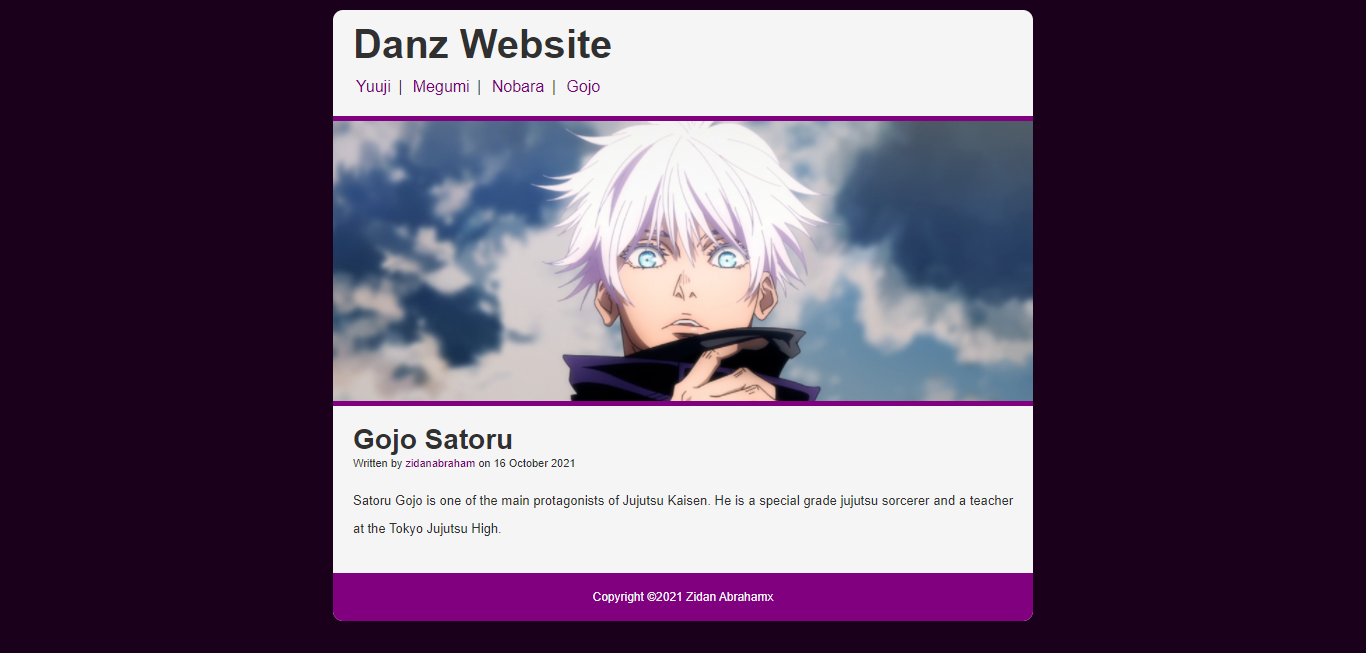 Danz Website
Yuuji | Megumi | Nobara | Gojo
Gojo Satoru
Written by zidanabraham on 16 October 2021
Satoru Gojo is one of the main protagonists of Jujutsu Kaisen. He is a special grade jujutsu sorcerer and a teacher
at the Tokyo Jujutsu High.
Copyright ©2021 Zidan Abrahamx